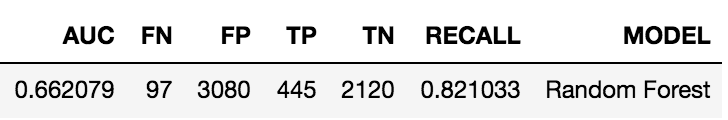 AUC FN FP TP TN RECALL MODEL
0.662079 97 3080 445 2120 0.821033 Random Forest